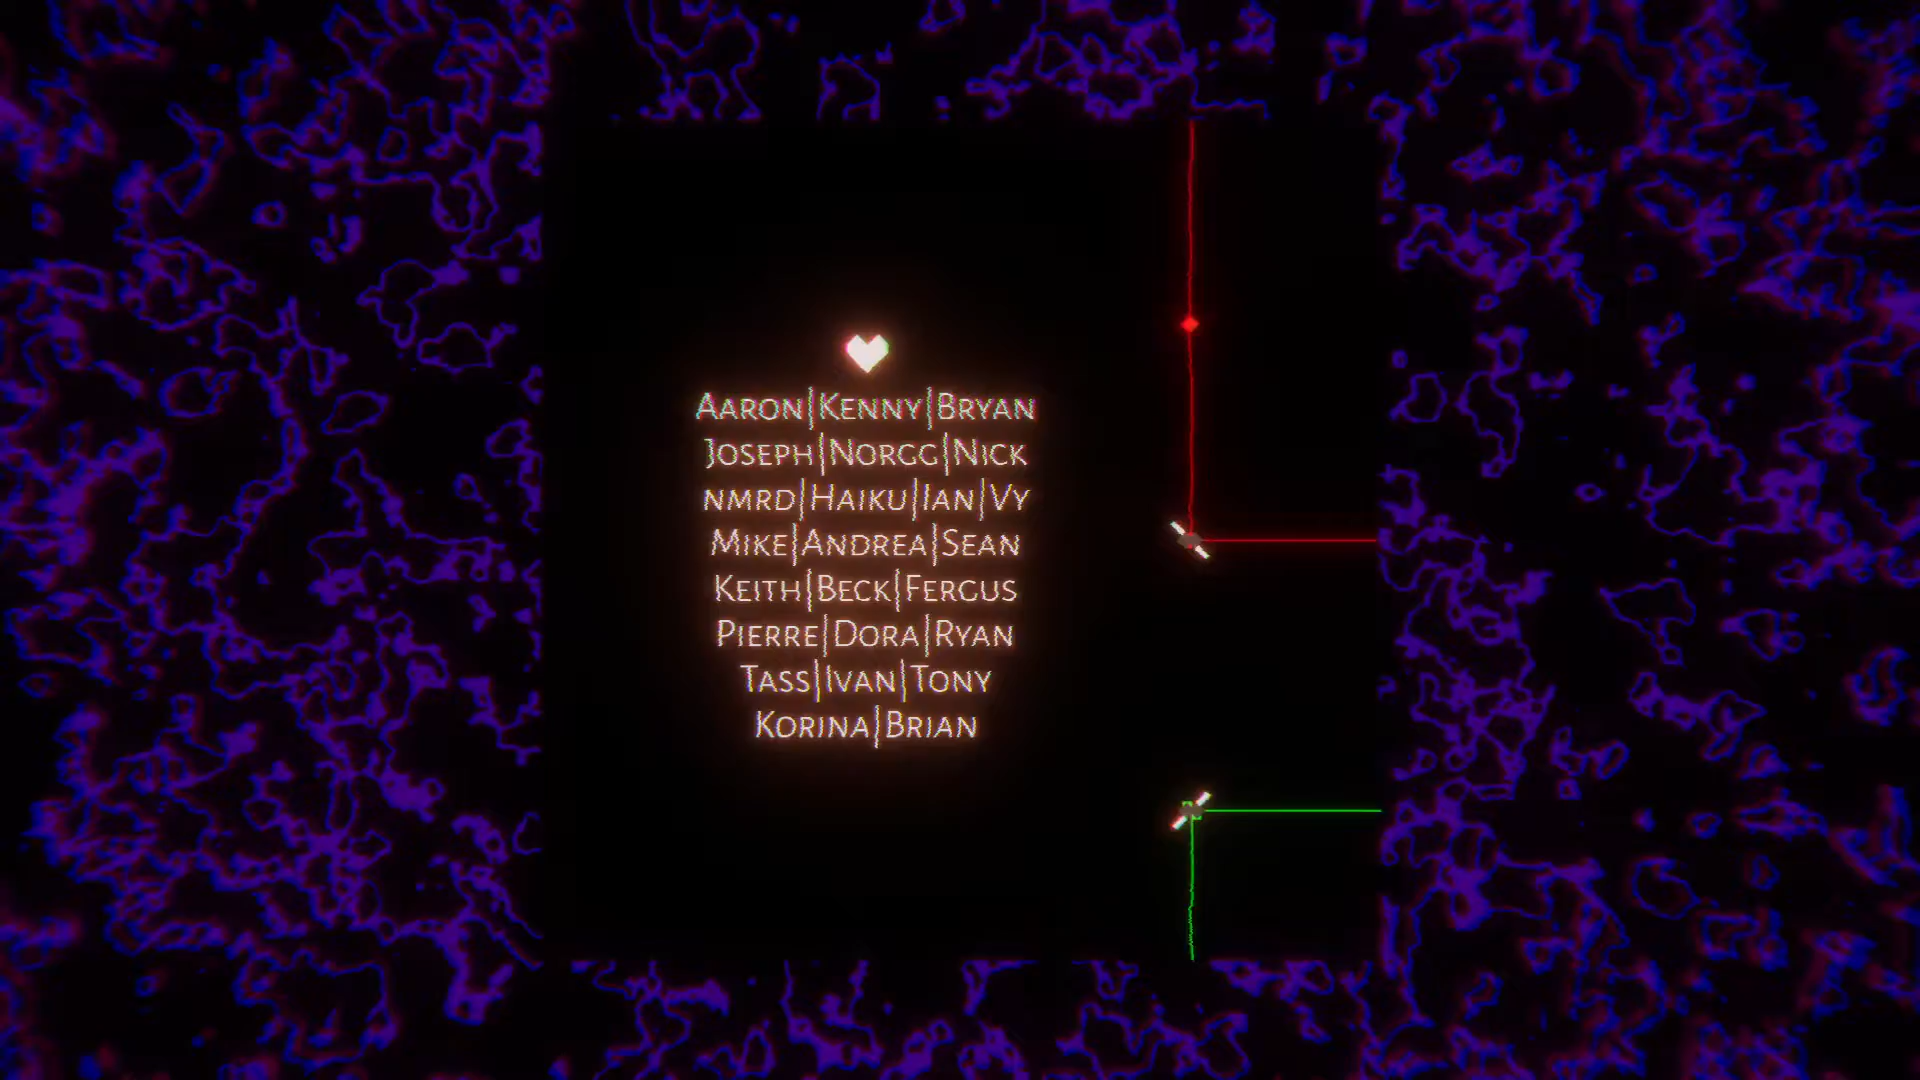 Aaron|Kenny|Bryan
Joseph|Norgg|Nick
nmrd|Haiku|Ian|Vy
Mike|Andrea|Sean
Keith|Beck|Fergus
Pierre|Dora|Ryan
Tass|Ivan|Tony
Korina|Brian